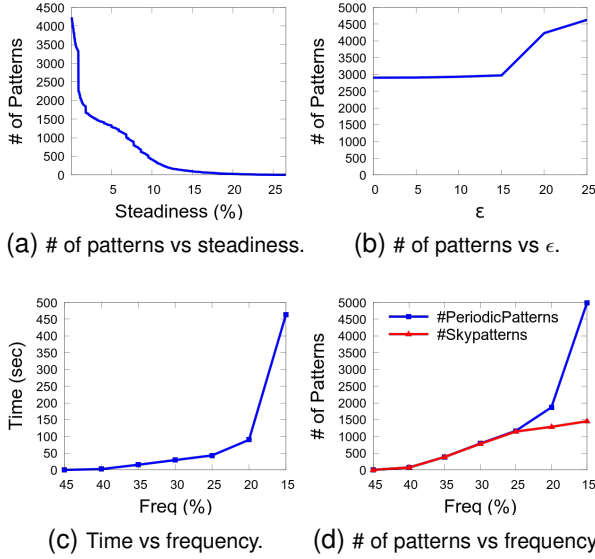 4500
4000
3500
3000
2500
2000
1500
1000
500
0
# of Patterns
5 10 15 20 25
Steadiness (%)
(a) # of patterns vs steadiness.
5000
4500
4000
3500
3000
2500
2000
1500
1000
500
0
# of Patterns
0 5 10 15 20 25
ε
(b) # of patterns vs ϵ.
500
450
400
350
300
250
200
150
100
50
0
Time (sec)
45 40 35 30 25 20 15
Freq (%)
(c) Time vs frequency.
5000
4500
4000
3500
3000
2500
2000
1500
1000
500
0
# of Patterns
#PeriodicPatterns
#Skypatterns
45 40 35 30 25 20 15
Freq (%)
(d) # of patterns vs frequency